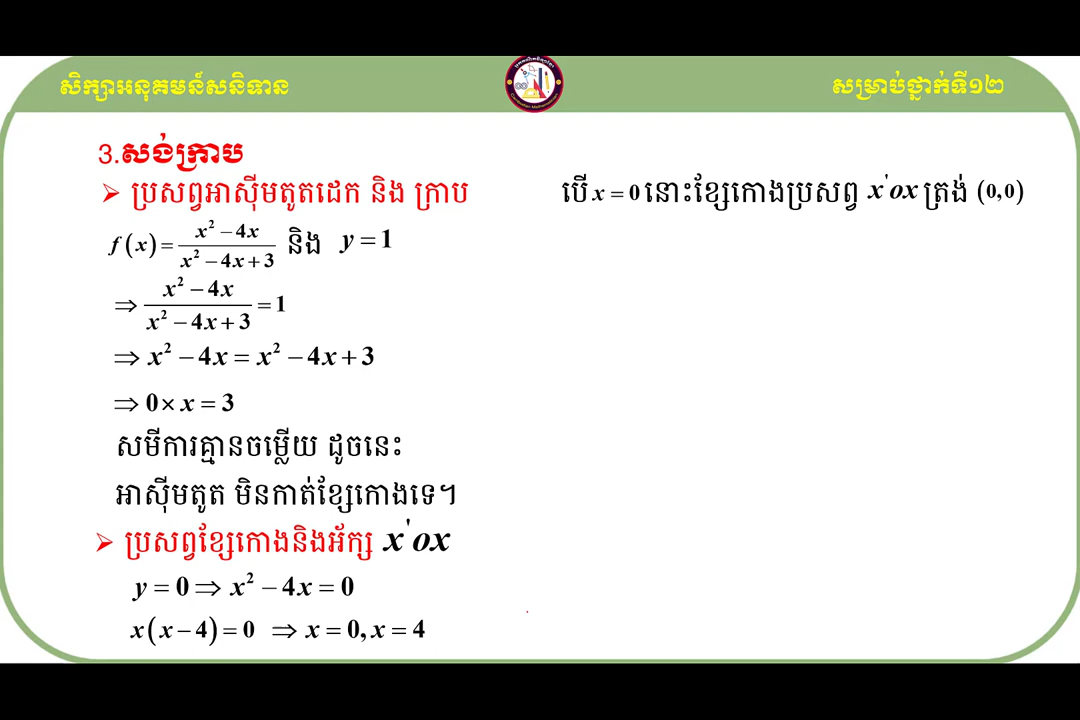 សិក្សាអនុគមន៍សនិទាន
សម្រាប់ថ្នាក់ទី១២
3.សង់ក្រាប
➢ ប្រសព្វអាស៊ីមតូតដេក និង ក្រាប
f(x) = (x² − 4x)/(x² − 4x + 3) និង y = 1
⇒ (x² − 4x)/(x² − 4x + 3) = 1
⇒ x² − 4x = x² − 4x + 3
⇒ 0 × x = 3
សមីការគ្មានចម្លើយ ដូចនេះ
អាស៊ីមតូត មិនកាត់ខ្សែកោងទេ។
➢ ប្រសព្វខ្សែកោងនិងអ័ក្ស x'ox
y = 0 ⇒ x² − 4x = 0
x(x − 4) = 0 ⇒ x = 0, x = 4
បើ x = 0 នោះខ្សែកោងប្រសព្វ x'ox ត្រង់ (0,0)